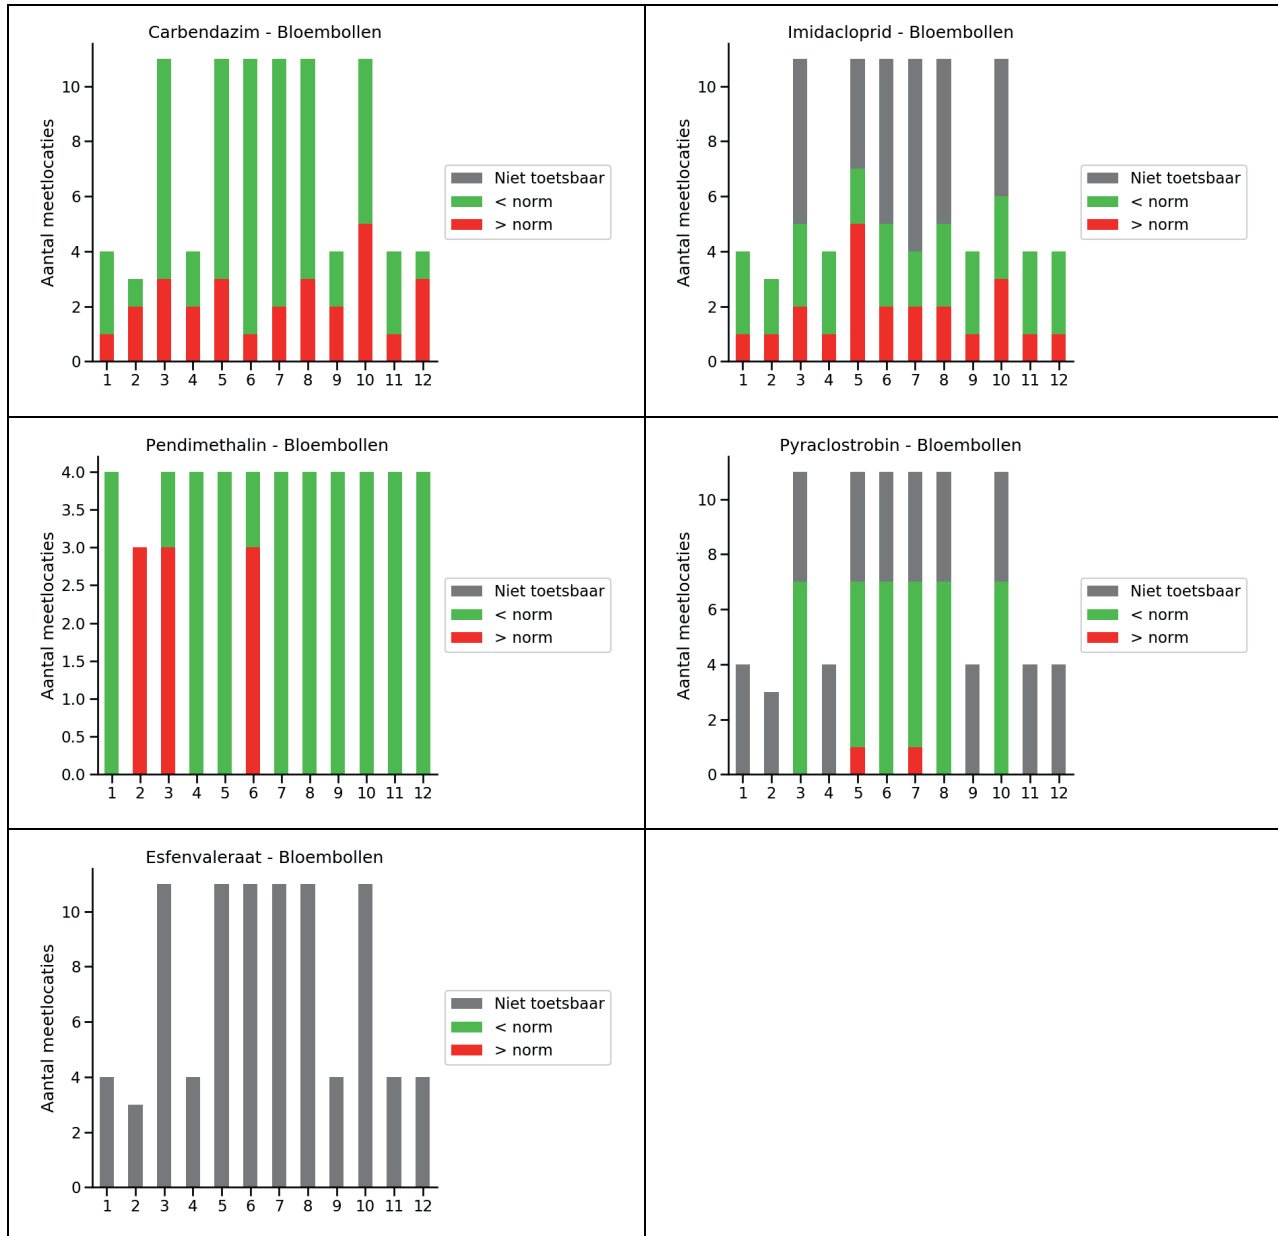 Carbendazim - Bloembollen
Aantal meetlocaties
10
8
6
4
2
0
1 2 3 4 5 6 7 8 9 10 11 12
Niet toetsbaar
< norm
> norm
Imidacloprid - Bloembollen
Aantal meetlocaties
10
8
6
4
2
0
1 2 3 4 5 6 7 8 9 10 11 12
Niet toetsbaar
< norm
> norm
Pendimethalin - Bloembollen
Aantal meetlocaties
4.0
3.5
3.0
2.5
2.0
1.5
1.0
0.5
0.0
1 2 3 4 5 6 7 8 9 10 11 12
Niet toetsbaar
< norm
> norm
Pyraclostrobin - Bloembollen
Aantal meetlocaties
10
8
6
4
2
0
1 2 3 4 5 6 7 8 9 10 11 12
Niet toetsbaar
< norm
> norm
Esfenvaleraat - Bloembollen
Aantal meetlocaties
10
8
6
4
2
0
1 2 3 4 5 6 7 8 9 10 11 12
Niet toetsbaar
< norm
> norm